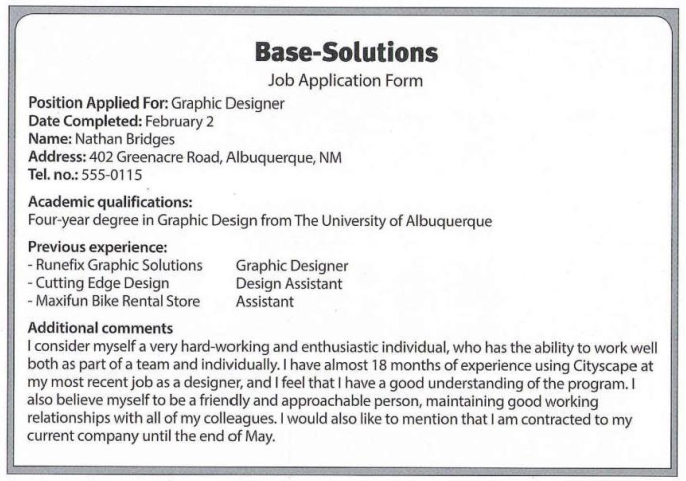 Base-Solutions
Job Application Form
Position Applied For: Graphic Designer
Date Completed: February 2
Name: Nathan Bridges
Address: 402 Greenacre Road, Albuquerque, NM
Tel. no.: 555-0115
Academic qualifications:
Four-year degree in Graphic Design from The University of Albuquerque
Previous experience:
- Runefix Graphic Solutions Graphic Designer
- Cutting Edge Design Design Assistant
- Maxifun Bike Rental Store Assistant
Additional comments
I consider myself a very hard-working and enthusiastic individual, who has the ability to work well
both as part of a team and individually. I have almost 18 months of experience using Cityscape at
my most recent job as a designer, and I feel that I have a good understanding of the program. I
also believe myself to be a friendly and approachable person, maintaining good working
relationships with all of my colleagues. I would also like to mention that I am contracted to my
current company until the end of May.